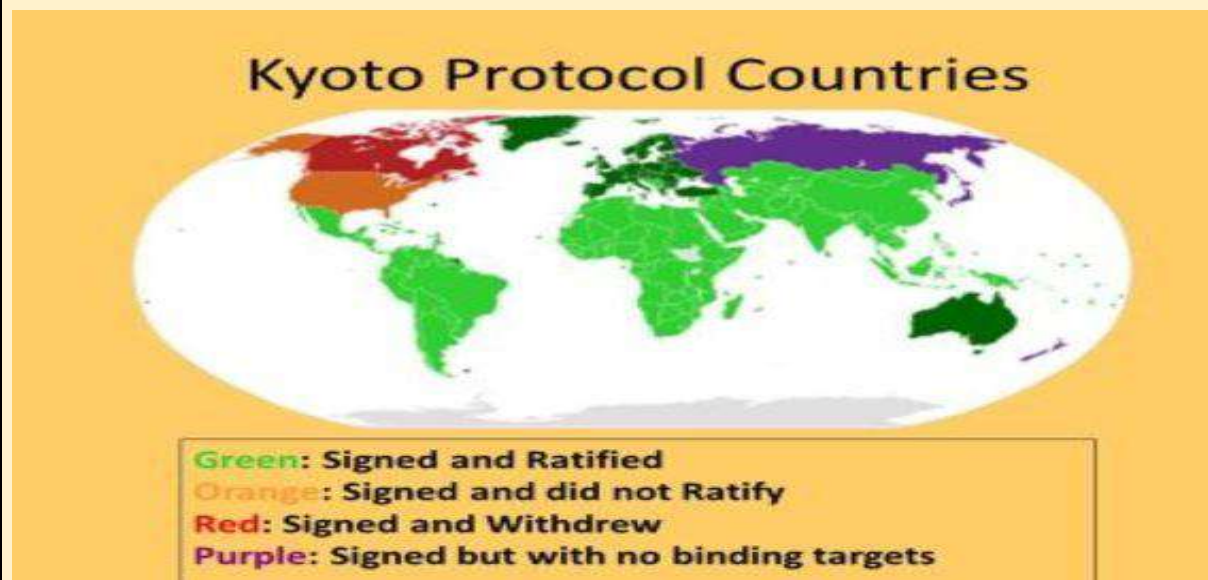 Kyoto Protocol Countries
Green: Signed and Ratified
Orange: Signed and did not Ratify
Red: Signed and Withdrew
Purple: Signed but with no binding targets